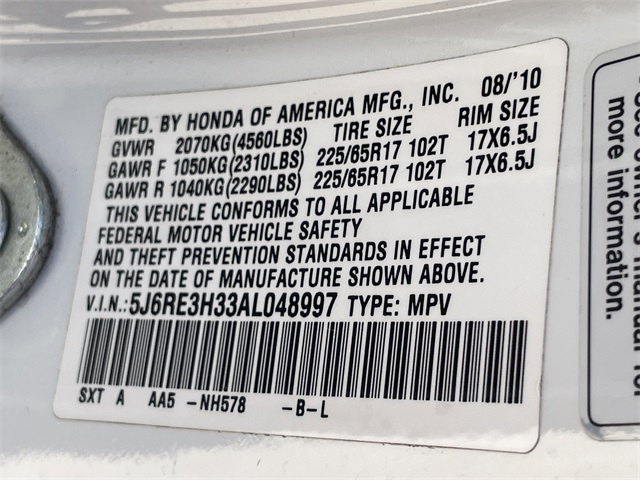 MFD. BY HONDA OF AMERICA MFG., INC. 08/'10
GVWR 2070KG(4560LBS) TIRE SIZE RIM SIZE
GAWR F 1050KG(2310LBS) 225/65R17 102T 17X6.5J
GAWR R 1040KG(2290LBS) 225/65R17 102T 17X6.5J
THIS VEHICLE CONFORMS TO ALL APPLICABLE
FEDERAL MOTOR VEHICLE SAFETY
AND THEFT PREVENTION STANDARDS IN EFFECT
ON THE DATE OF MANUFACTURE SHOWN ABOVE.
V.I.N.: 5J6RE3H33AL048997 TYPE: MPV
SXT A AA5 -NH578 -B-L
more information.